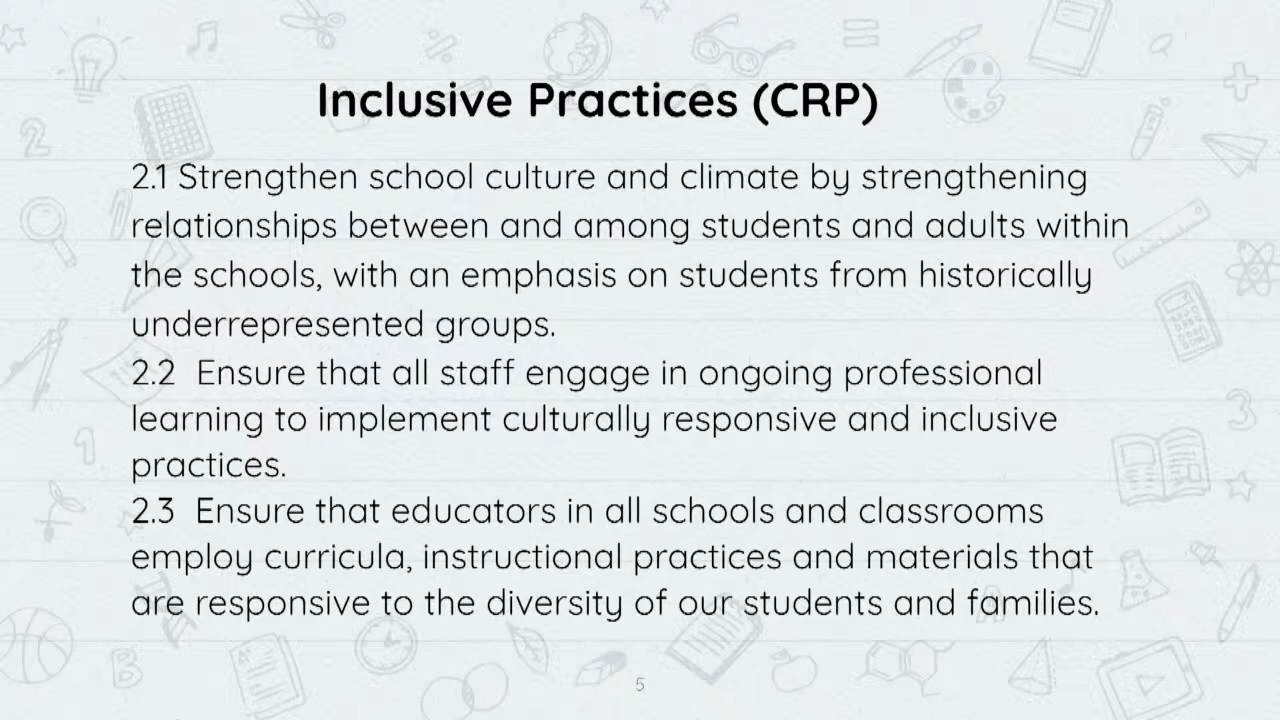 Inclusive Practices (CRP)
2.1 Strengthen school culture and climate by strengthening
relationships between and among students and adults within
the schools, with an emphasis on students from historically
underrepresented groups.
2.2 Ensure that all staff engage in ongoing professional
learning to implement culturally responsive and inclusive
practices.
2.3 Ensure that educators in all schools and classrooms
employ curricula, instructional practices and materials that
are responsive to the diversity of our students and families.
5